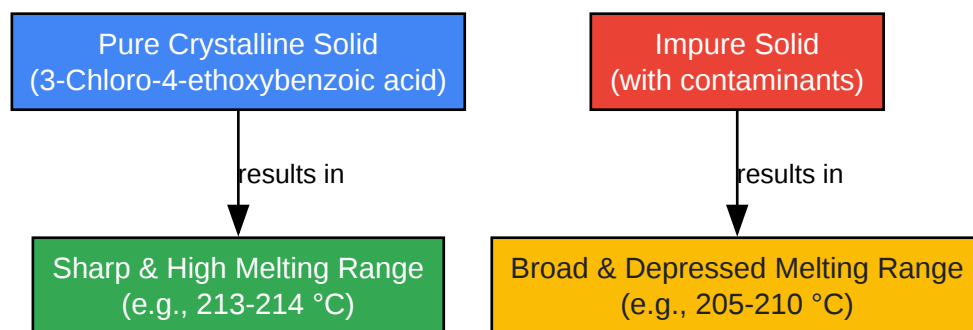 Pure Crystalline Solid
(3-Chloro-4-ethoxybenzoic acid)
Impure Solid
(with contaminants)
results in
results in
Sharp & High Melting Range
(e.g., 213-214 °C)
Broad & Depressed Melting Range
(e.g., 205-210 °C)